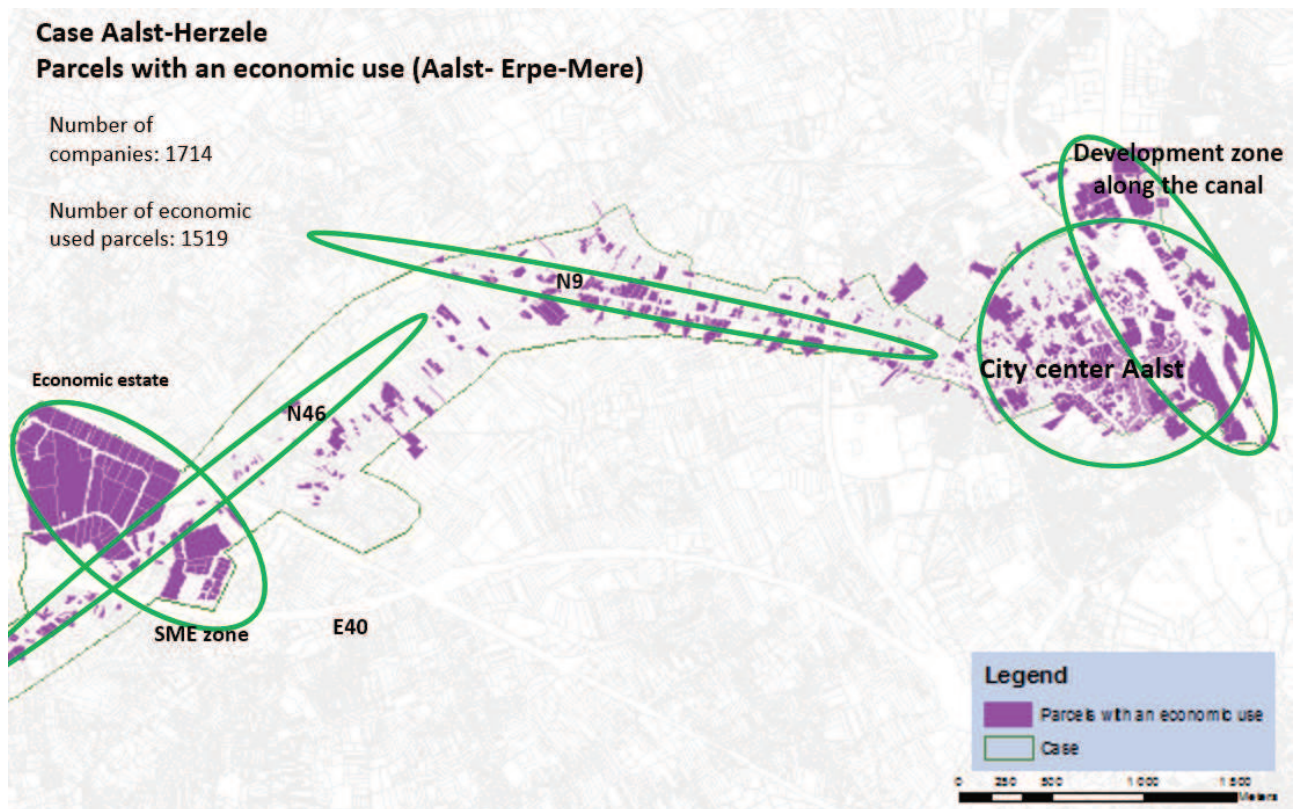 Case Aalst-Herzele
Parcels with an economic use (Aalst- Erpe-Mere)
Number of
companies: 1714
Number of economic
used parcels: 1519
Development zone
along the canal
N9
City center Aalst
Economic estate
N46
SME zone
E40
Legend
Parcels with an economic use
Case
0 250 500 1 000 1 500
Meters